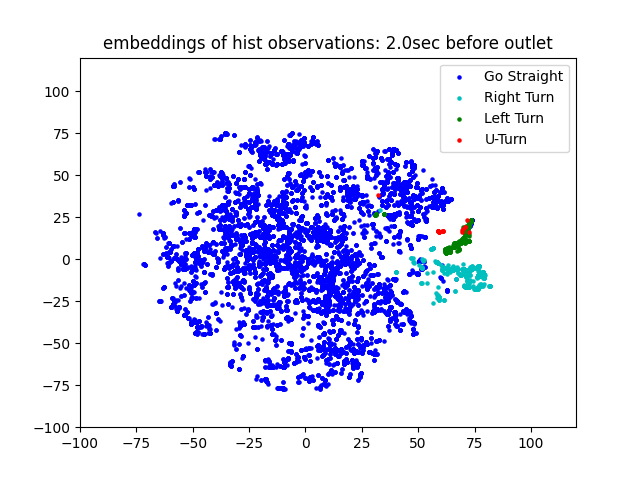 embeddings of hist observations: 2.0sec before outlet
Go Straight
Right Turn
Left Turn
U-Turn
100
75
50
25
0
−25
−50
−75
−100
−100 −75 −50 −25 0 25 50 75 100